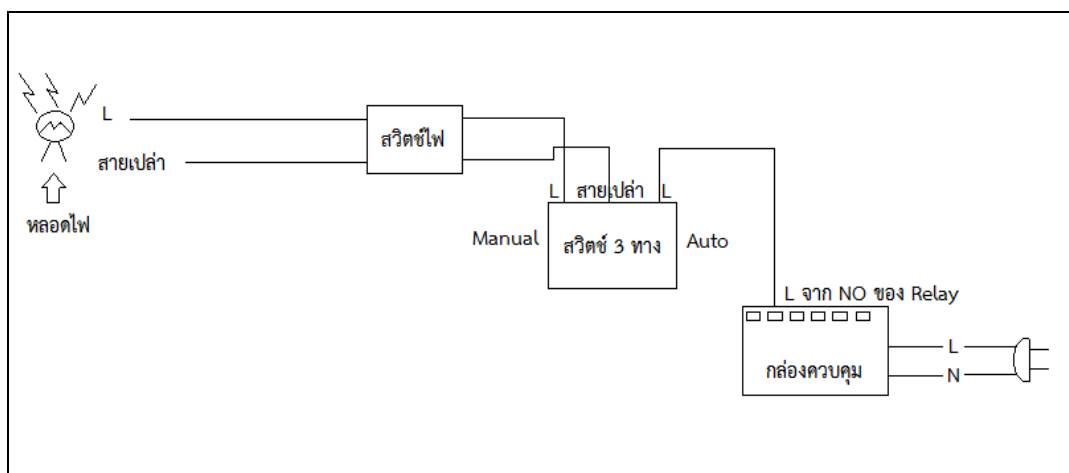 L
สวิตช์ไฟ
สายเปล่า
L สายเปล่า L
หลอดไฟ
Manual
สวิตช์ 3 ทาง
Auto
L จาก NO ของ Relay
L
กล่องควบคุม
N